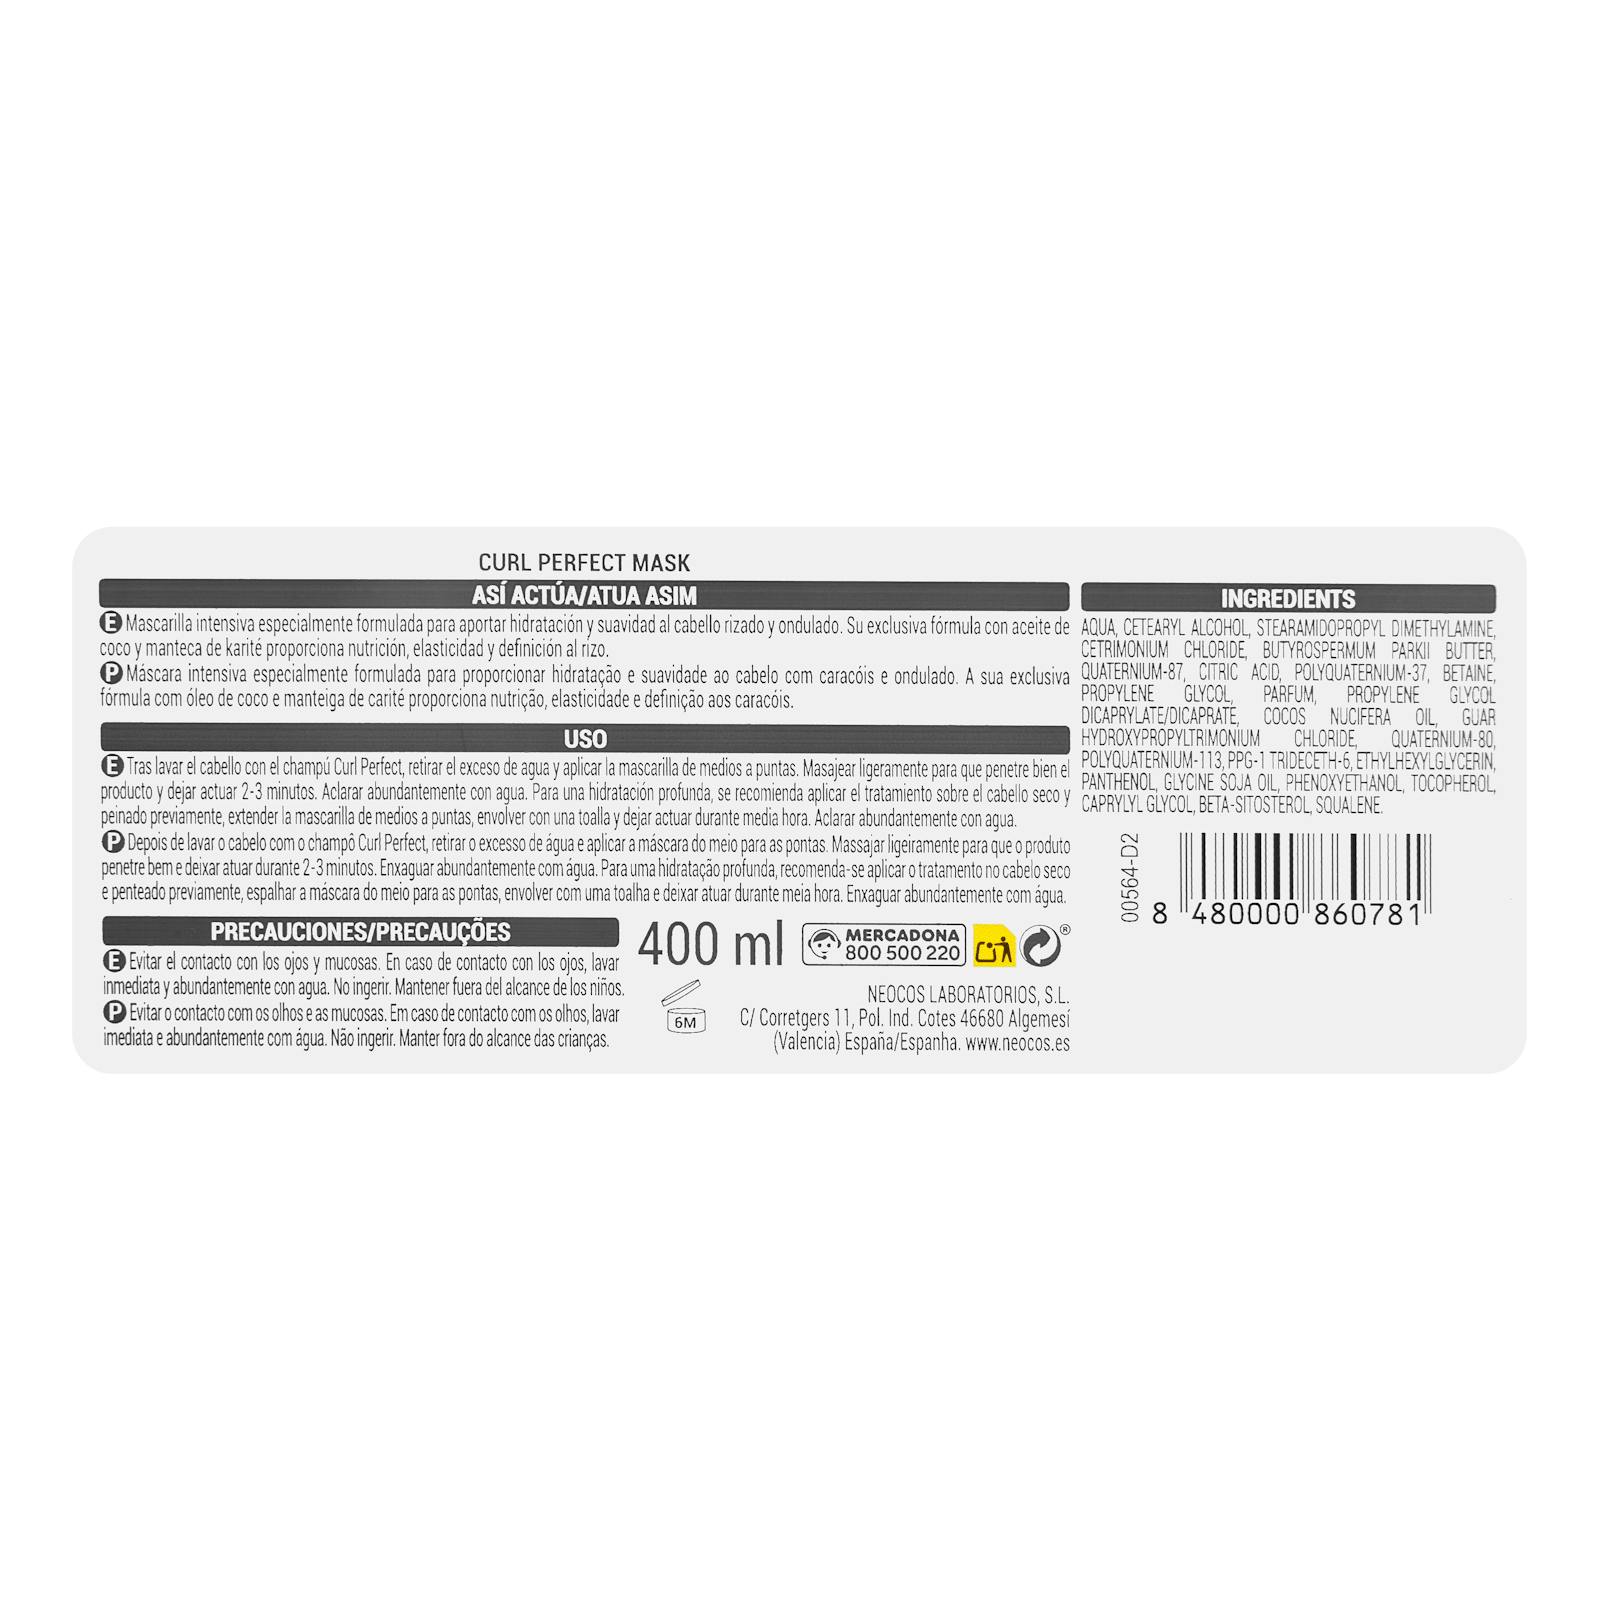 CURL PERFECT MASK
ASÍ ACTÚA/ATUA ASIM
E Mascarilla intensiva especialmente formulada para aportar hidratación y suavidad al cabello rizado y ondulado. Su exclusiva fórmula con aceite de
coco y manteca de karité proporciona nutrición, elasticidad y definición al rizo.
P Máscara intensiva especialmente formulada para proporcionar hidratação e suavidade ao cabelo com caracóis e ondulado. A sua exclusiva
fórmula com óleo de coco e manteiga de carité proporciona nutrição, elasticidade e definição aos caracóis.
USO
E Tras lavar el cabello con el champú Curl Perfect, retirar el exceso de agua y aplicar la mascarilla de medios a puntas. Masajear ligeramente para que penetre bien el
producto y dejar actuar 2-3 minutos. Aclarar abundantemente con agua. Para una hidratación profunda, se recomienda aplicar el tratamiento sobre el cabello seco y
peinado previamente, extender la mascarilla de medios a puntas, envolver con una toalla y dejar actuar durante media hora. Aclarar abundantemente con agua.
P Depois de lavar o cabelo com o champô Curl Perfect, retirar o excesso de água e aplicar a máscara do meio para as pontas. Massajar ligeiramente para que o produto
penetre bem e deixar atuar durante 2-3 minutos. Enxaguar abundantemente com água. Para uma hidratação profunda, recomenda-se aplicar o tratamento no cabelo seco
e penteado previamente, espalhar a máscara do meio para as pontas, envolver com uma toalha e deixar atuar durante meia hora. Enxaguar abundantemente com água.
PRECAUCIONES/PRECAUÇÕES
E Evitar el contacto con los ojos y mucosas. En caso de contacto con los ojos, lavar
inmediata y abundantemente con agua. No ingerir. Mantener fuera del alcance de los niños.
P Evitar o contacto com os olhos e as mucosas. Em caso de contacto com os olhos, lavar
imediata e abundantemente com água. Não ingerir. Manter fora do alcance das crianças.
400 ml
6M
MERCADONA
800 500 220
®
NEOCOS LABORATORIOS, S.L.
C/ Corretgers 11, Pol. Ind. Cotes 46680 Algemesí
(Valencia) España/Espanha. www.neocos.es
INGREDIENTS
AQUA, CETEARYL ALCOHOL, STEARAMIDOPROPYL DIMETHYLAMINE,
CETRIMONIUM CHLORIDE, BUTYROSPERMUM PARKII BUTTER,
QUATERNIUM-87, CITRIC ACID, POLYQUATERNIUM-37, BETAINE,
PROPYLENE GLYCOL, PARFUM, PROPYLENE GLYCOL
DICAPRYLATE/DICAPRATE, COCOS NUCIFERA OIL, GUAR
HYDROXYPROPYLTRIMONIUM CHLORIDE, QUATERNIUM-80,
POLYQUATERNIUM-113, PPG-1 TRIDECETH-6, ETHYLHEXYLGLYCERIN,
PANTHENOL, GLYCINE SOJA OIL, PHENOXYETHANOL, TOCOPHEROL,
CAPRYLYL GLYCOL, BETA-SITOSTEROL, SQUALENE.
00564-D2
8 480000 860781